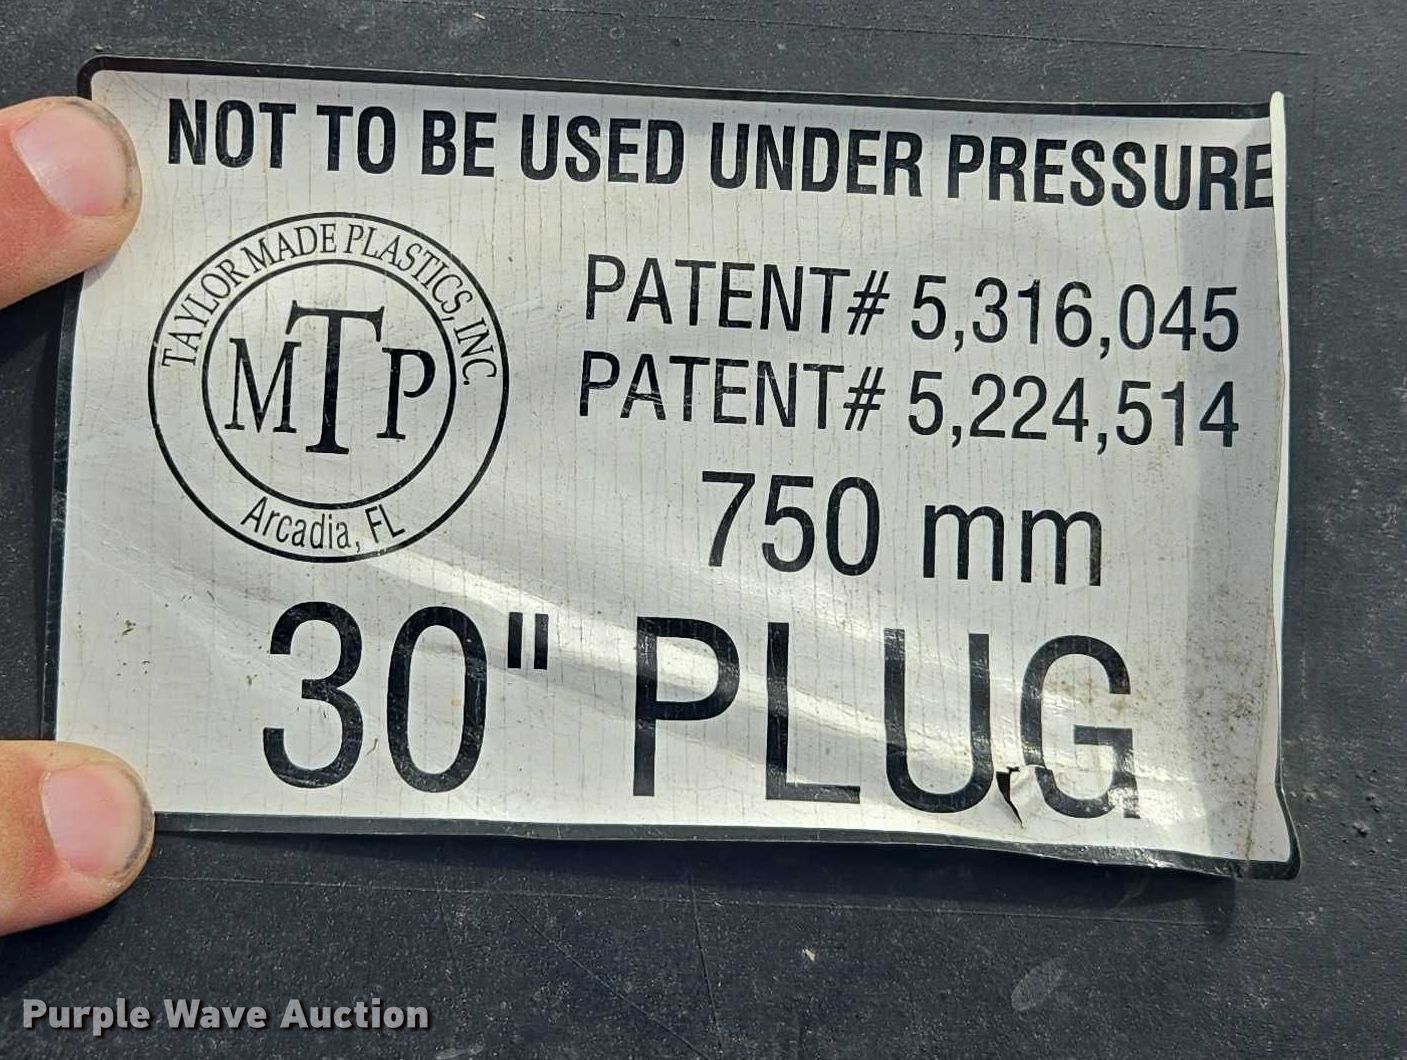 NOT TO BE USED UNDER PRESSURE
TAYLOR MADE PLASTICS, INC.
MTP
Arcadia, FL
PATENT# 5,316,045
PATENT# 5,224,514
750 mm
30" PLUG
Purple Wave Auction